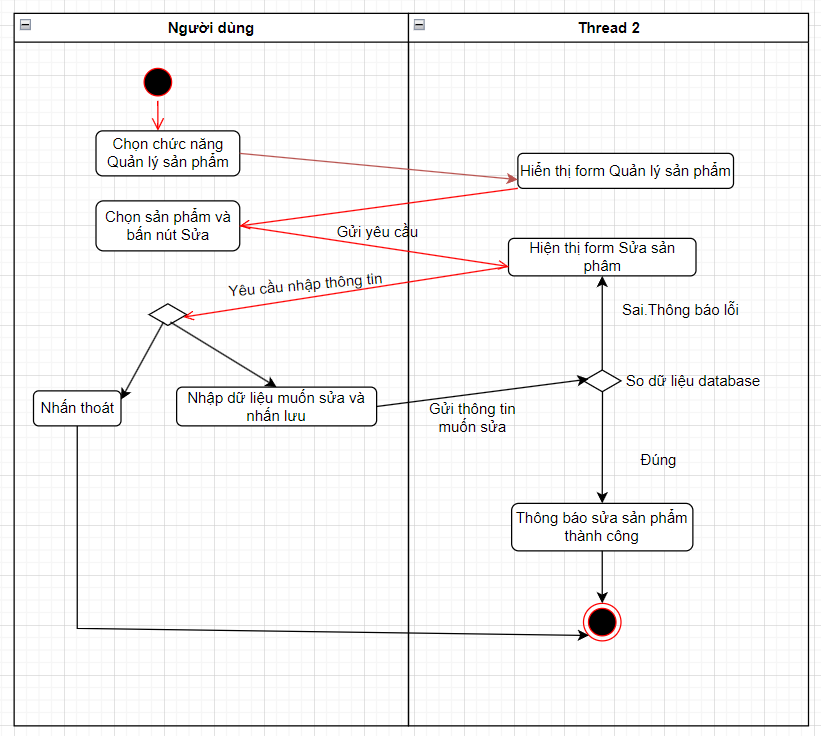 Người dùng
Thread 2
Chọn chức năng
Quản lý sản phẩm
Hiển thị form Quản lý sản phẩm
Chọn sản phẩm và
bấn nút Sửa
Gửi yêu cầu
Hiện thị form Sửa sản
phâm
Yêu cầu nhập thông tin
Sai.Thông báo lỗi
So dữ liệu database
Nhấn thoát
Nhập dữ liệu muốn sửa và
nhấn lưu
Gửi thông tin
muốn sửa
Đúng
Thông báo sửa sản phẩm
thành công